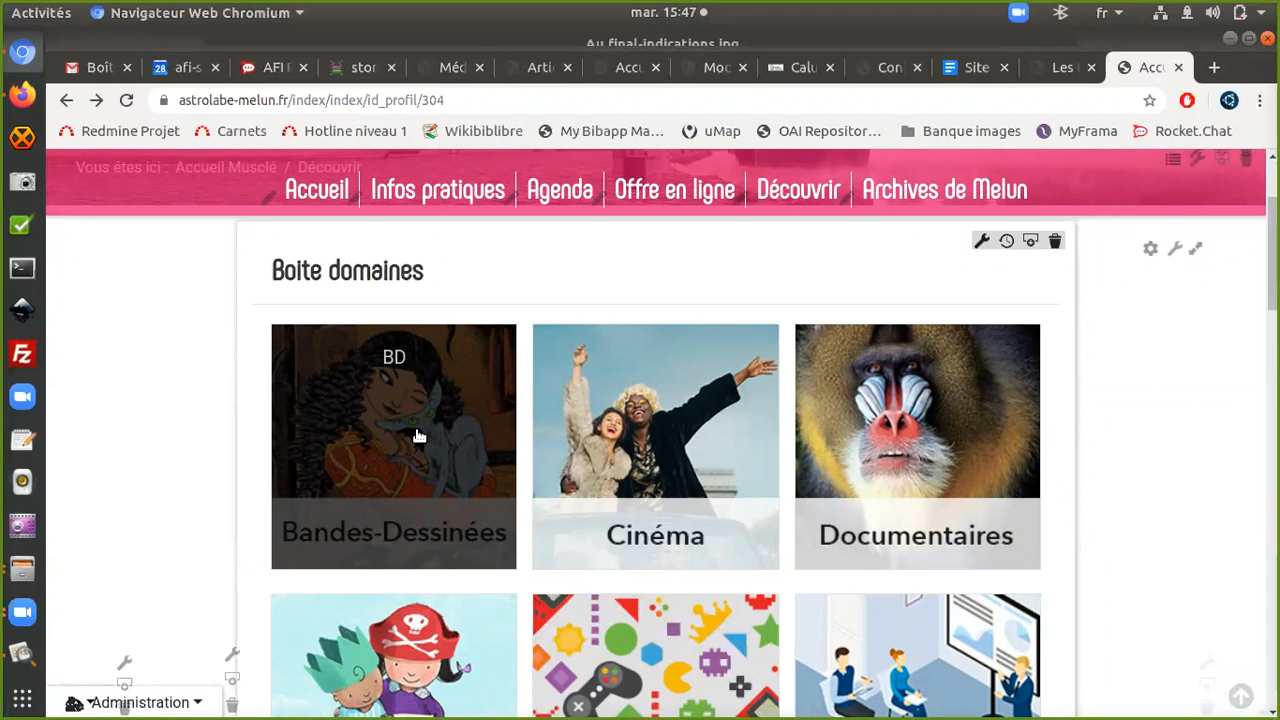 Activités Navigateur Web Chromium mar. 15:47 fr
Au final-indications.jpg
Boît afi-s AFI F stor Méd Arti Accu Moc Calu Con Site Les Accu
astrolabe-melun.fr/index/index/id_profil/304
Redmine Projet Carnets Hotline niveau 1 Wikibiblibre My Bibapp Ma... uMap OAI Repositor... Banque images MyFrama Rocket.Chat
Vous êtes ici : Accueil Musclé / Découvrir
Accueil Infos pratiques Agenda Offre en ligne Découvrir Archives de Melun
Boite domaines
BD
Bandes-Dessinées Cinéma Documentaires
Administration